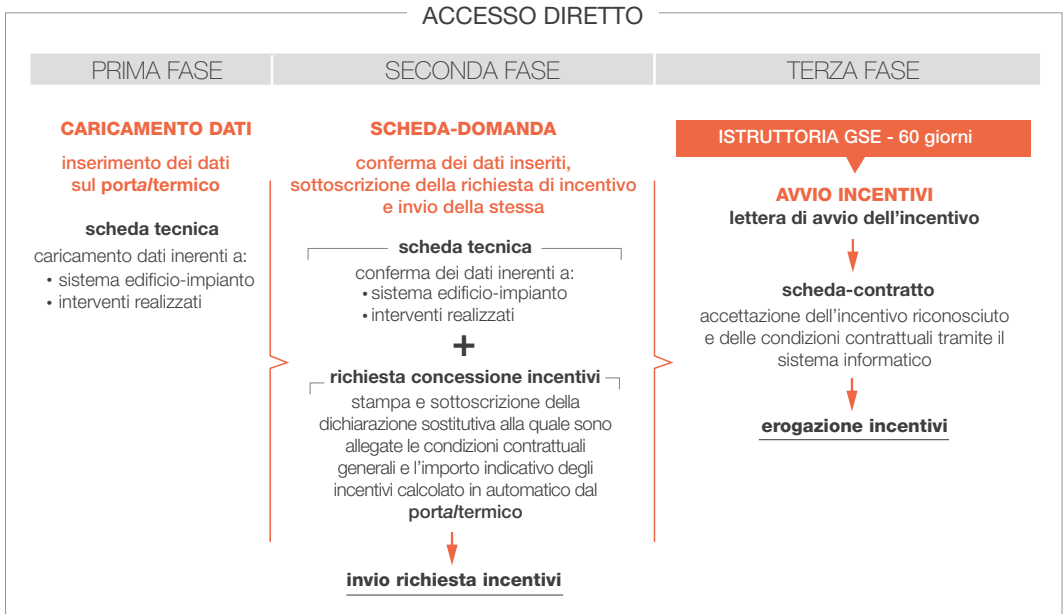 ACCESSO DIRETTO
PRIMA FASE
CARICAMENTO DATI
inserimento dei dati
sul portaltermico
scheda tecnica
caricamento dati inerenti a:
• sistema edificio-impianto
• interventi realizzati
SECONDA FASE
SCHEDA-DOMANDA
conferma dei dati inseriti,
sottoscrizione della richiesta di incentivo
e invio della stessa
scheda tecnica
conferma dei dati inerenti a:
• sistema edificio-impianto
• interventi realizzati
+
richiesta concessione incentivi
stampa e sottoscrizione della
dichiarazione sostitutiva alla quale sono
allegate le condizioni contrattuali
generali e l'importo indicativo degli
incentivi calcolato in automatico dal
portaltermico
invio richiesta incentivi
TERZA FASE
ISTRUTTORIA GSE - 60 giorni
AVVIO INCENTIVI
lettera di avvio dell'incentivo
scheda-contratto
accettazione dell'incentivo riconosciuto
e delle condizioni contrattuali tramite il
sistema informatico
erogazione incentivi